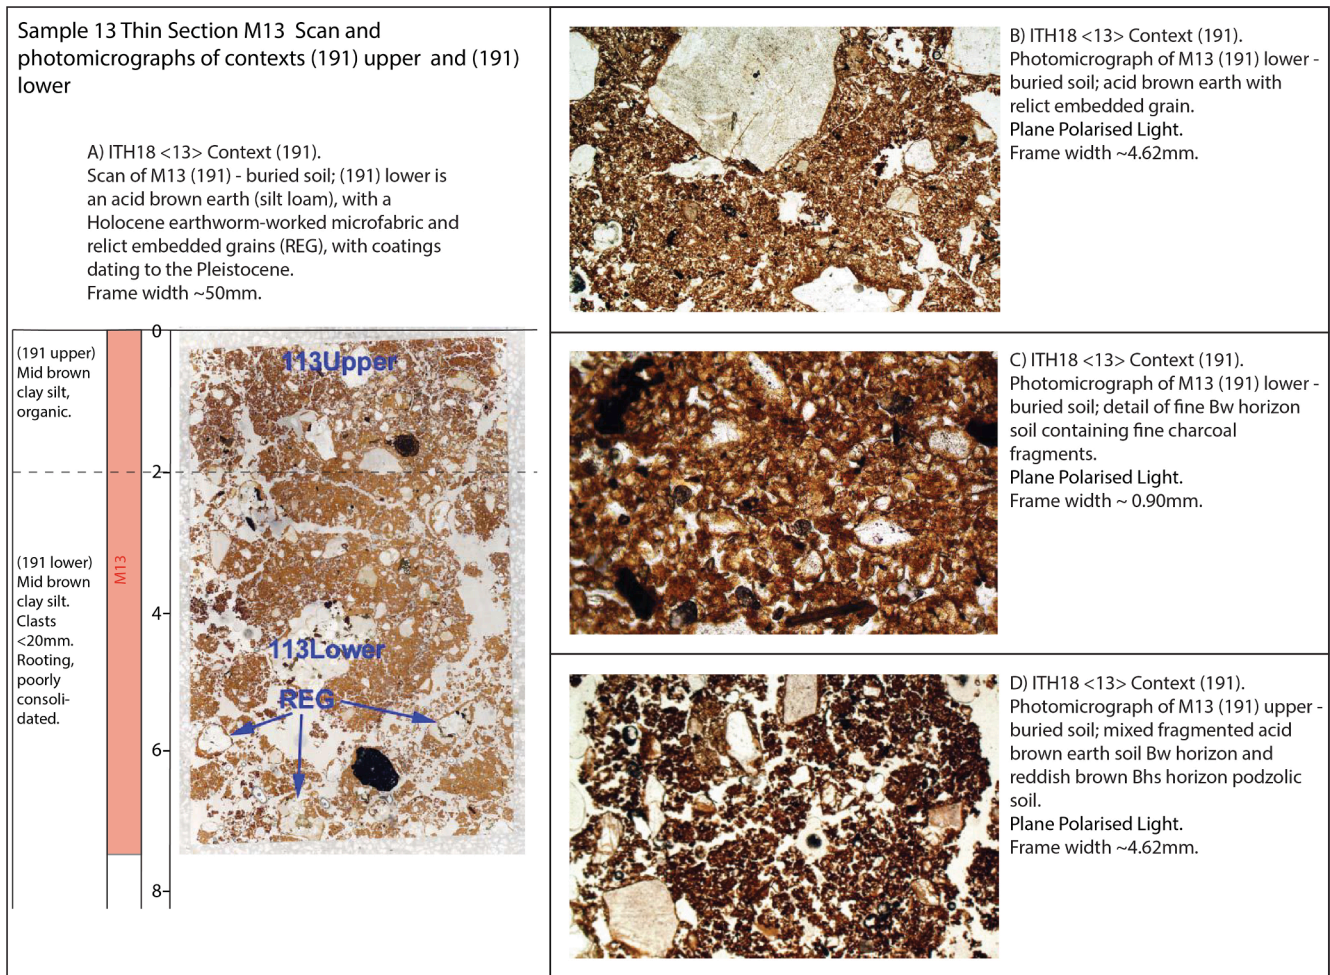 Sample 13 Thin Section M13  Scan and
photomicrographs of contexts (191) upper  and (191)
lower
A) ITH18 <13> Context (191).
Scan of M13 (191) - buried soil; (191) lower is
an acid brown earth (silt loam), with a
Holocene earthworm-worked microfabric and
relict embedded grains (REG), with coatings
dating to the Pleistocene.
Frame width ~50mm.
(191 upper)
Mid brown
clay silt,
organic.
(191 lower)
Mid brown
clay silt.
Clasts
<20mm.
Rooting,
poorly
consoli-
dated.
M13
0
2
4
6
8
113Upper
113Lower
REG
B) ITH18 <13> Context (191).
Photomicrograph of M13 (191) lower -
buried soil; acid brown earth with
relict embedded grain.
Plane Polarised Light.
Frame width ~4.62mm.
C) ITH18 <13> Context (191).
Photomicrograph of M13 (191) lower -
buried soil; detail of fine Bw horizon
soil containing fine charcoal
fragments.
Plane Polarised Light.
Frame width ~ 0.90mm.
D) ITH18 <13> Context (191).
Photomicrograph of M13 (191) upper -
buried soil; mixed fragmented acid
brown earth soil Bw horizon and
reddish brown Bhs horizon podzolic
soil.
Plane Polarised Light.
Frame width ~4.62mm.